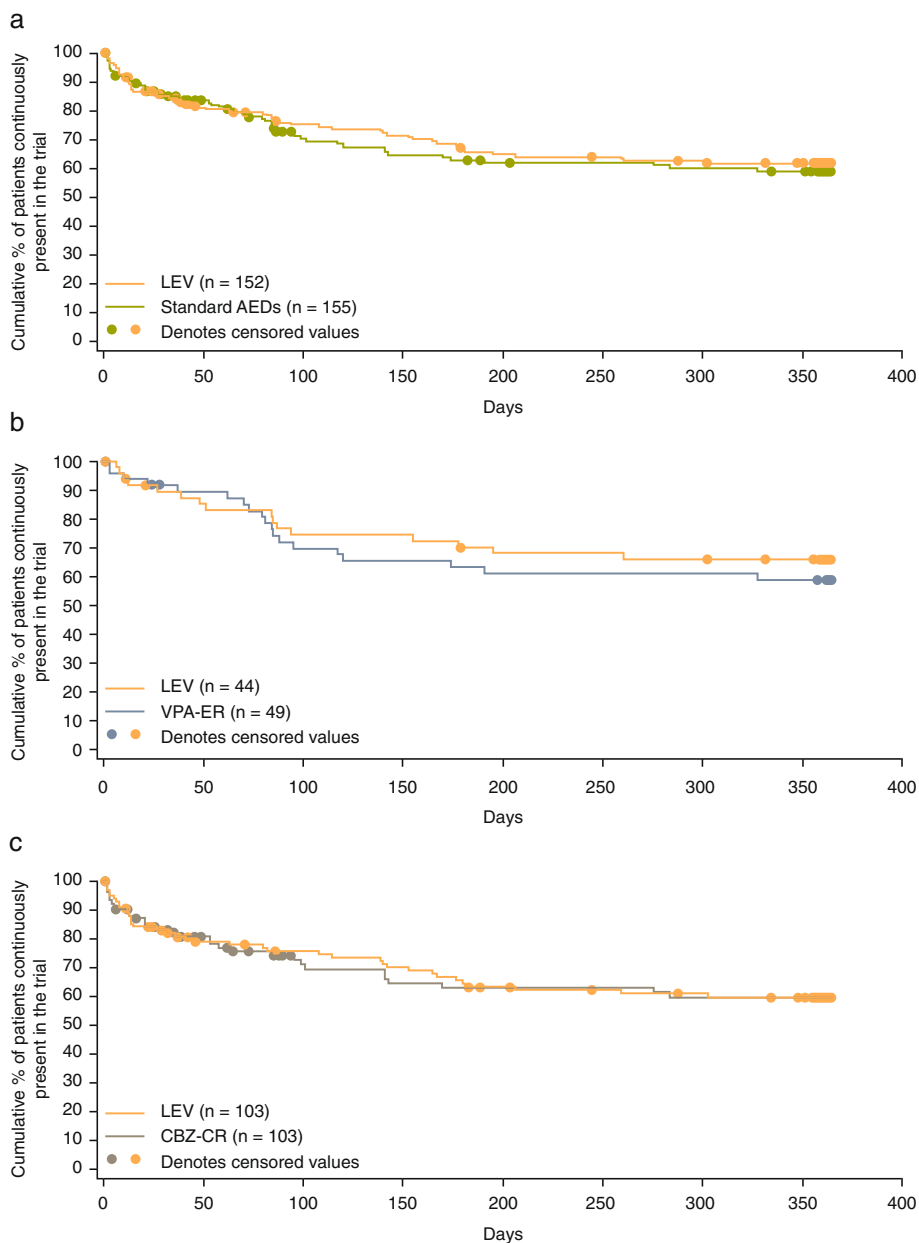 a
Cumulative % of patients continuously
present in the trial
100
90
80
70
60
50
40
30
20
10
0
LEV (n = 152)
Standard AEDs (n = 155)
Denotes censored values
0 50 100 150 200 250 300 350 400
Days
b
Cumulative % of patients continuously
present in the trial
100
90
80
70
60
50
40
30
20
10
0
LEV (n = 44)
VPA-ER (n = 49)
Denotes censored values
0 50 100 150 200 250 300 350 400
Days
c
Cumulative % of patients continuously
present in the trial
100
90
80
70
60
50
40
30
20
10
0
LEV (n = 103)
CBZ-CR (n = 103)
Denotes censored values
0 50 100 150 200 250 300 350 400
Days